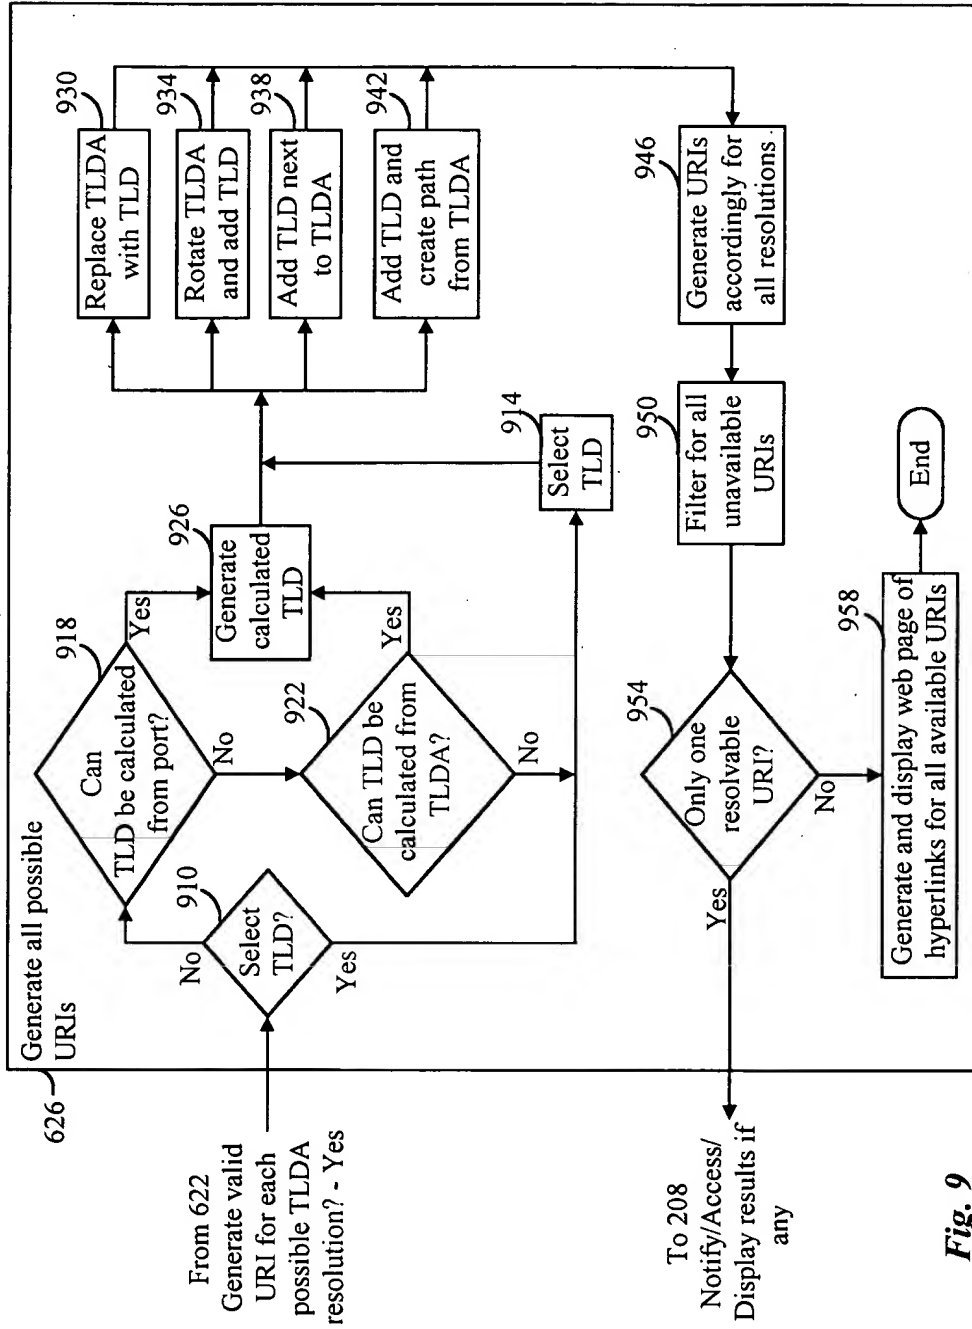 626
Generate all possible
URIs
From 622
Generate valid
URI for each
possible TLDA
resolution? - Yes
910
Select
TLD?
No
Yes
918
Can
TLD be calculated
from port?
Yes
No
922
Can TLD be
calculated from
TLDA?
Yes
No
926
Generate
calculated
TLD
914
Select
TLD
930
Replace TLDA
with TLD
934
Rotate TLDA
and add TLD
938
Add TLD next
to TLDA
942
Add TLD and
create path
from TLDA
946
Generate URIs
accordingly for
all resolutions
950
Filter for all
unavailable
URIs
954
Only one
resolvable
URI?
Yes
No
To 208
Notify/Access/
Display results if
any
958
Generate and display web page of
hyperlinks for all available URIs
End
Fig. 9